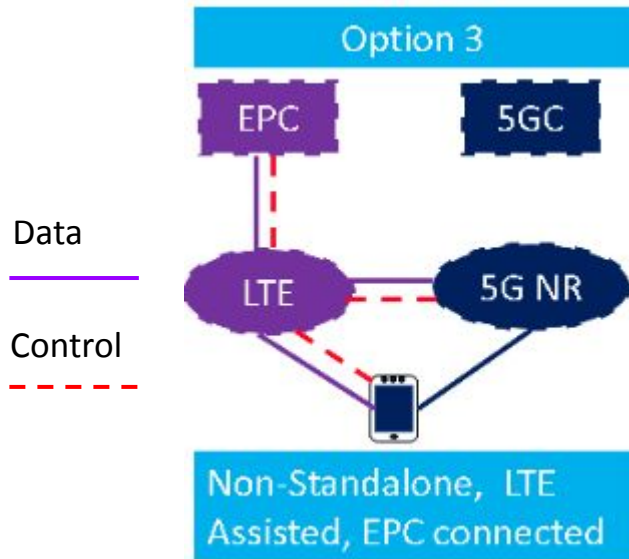 Option 3
EPC
5GC
Data
LTE
5G NR
Control
Non-Standalone, LTE
Assisted, EPC connected